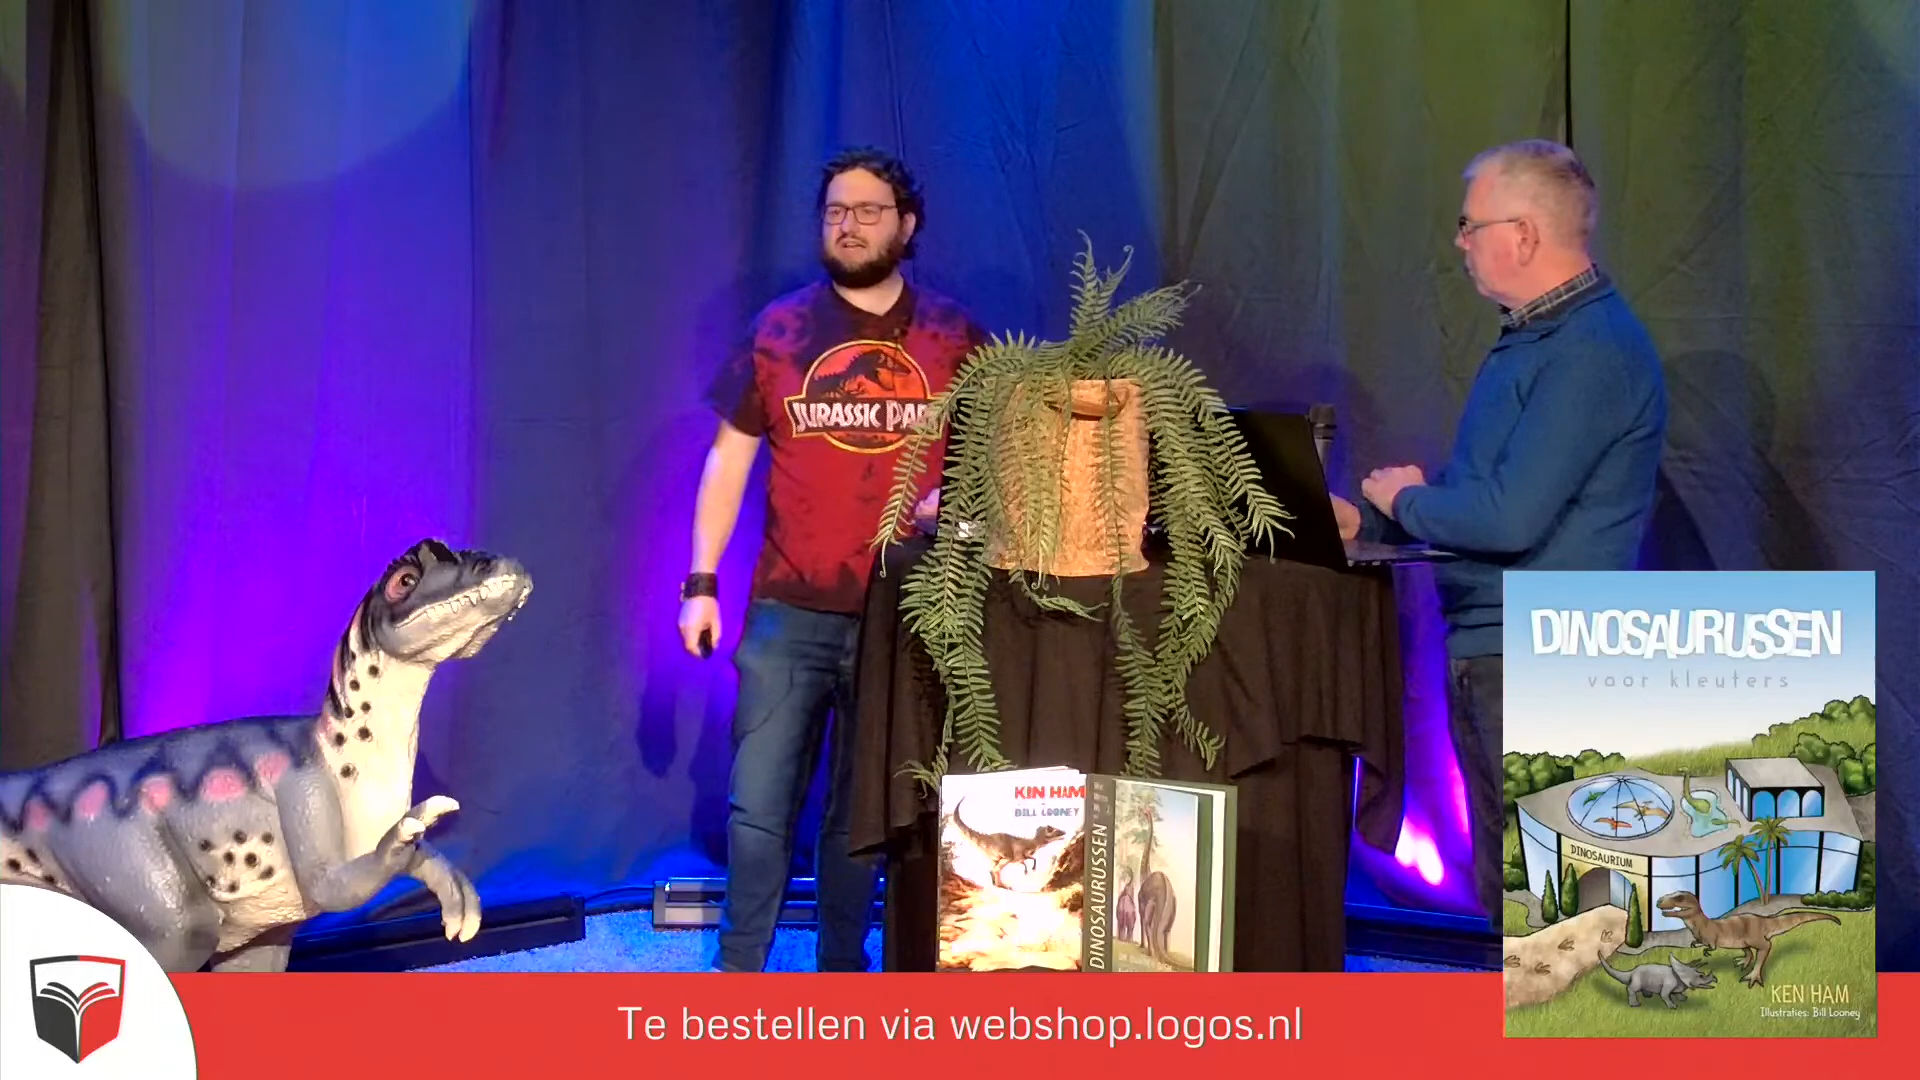 JURASSIC PARK
KEN HAM
BILL LOONEY
DINOSAURUSSEN
DINOSAURUSSEN
voor kleuters
DINOSAURIUM
KEN HAM
Illustraties: Bill Looney
Te bestellen via webshop.logos.nl